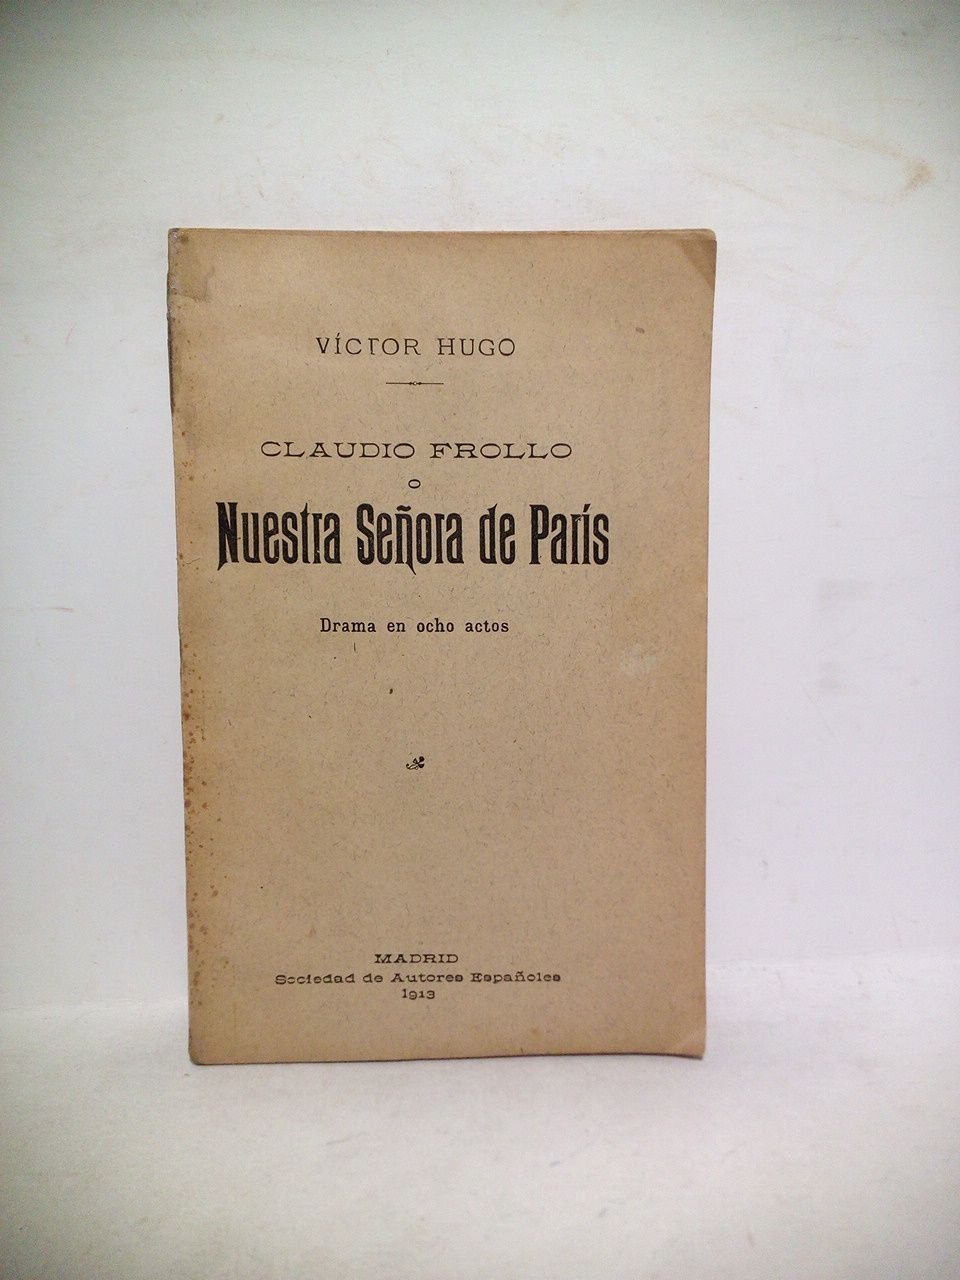 VÍCTOR HUGO
CLAUDIO FROLLO
O
Nuestra Señora de París
Drama en ocho actos
MADRID
Sociedad de Autores Españoles
1913